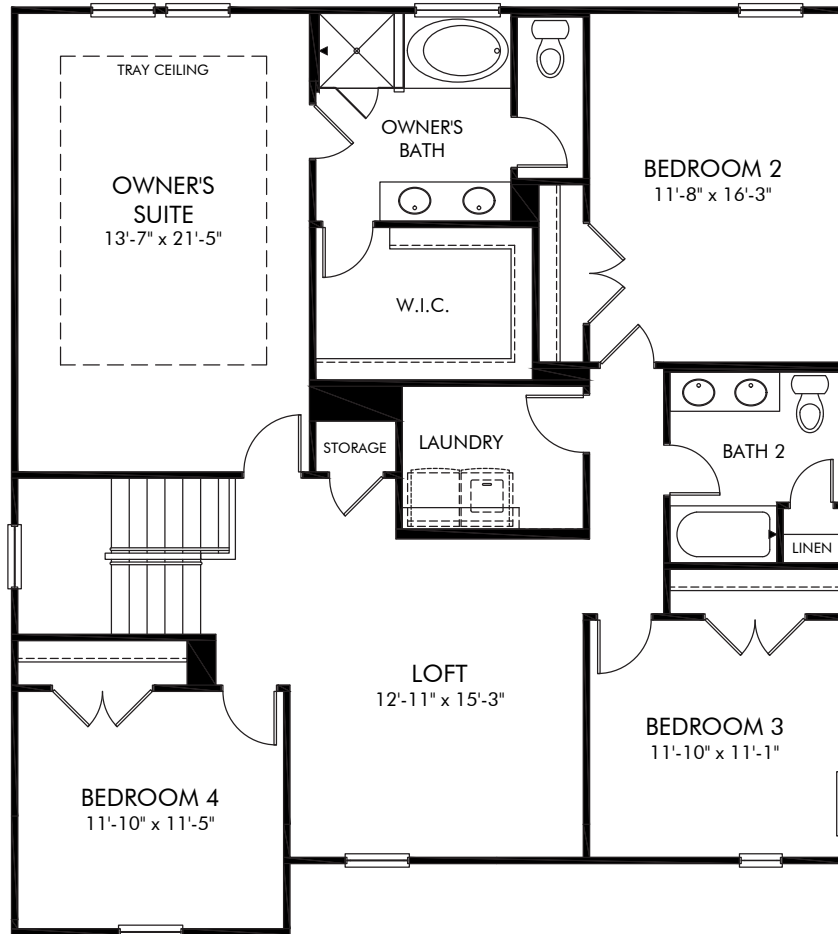 TRAY CEILING
OWNER'S
SUITE
13'-7" x 21'-5"
OWNER'S
BATH
BEDROOM 2
11'-8" x 16'-3"
W.I.C.
STORAGE
LAUNDRY
BATH 2
LINEN
LOFT
12'-11" x 15'-3"
BEDROOM 3
11'-10" x 11'-1"
BEDROOM 4
11'-10" x 11'-5"